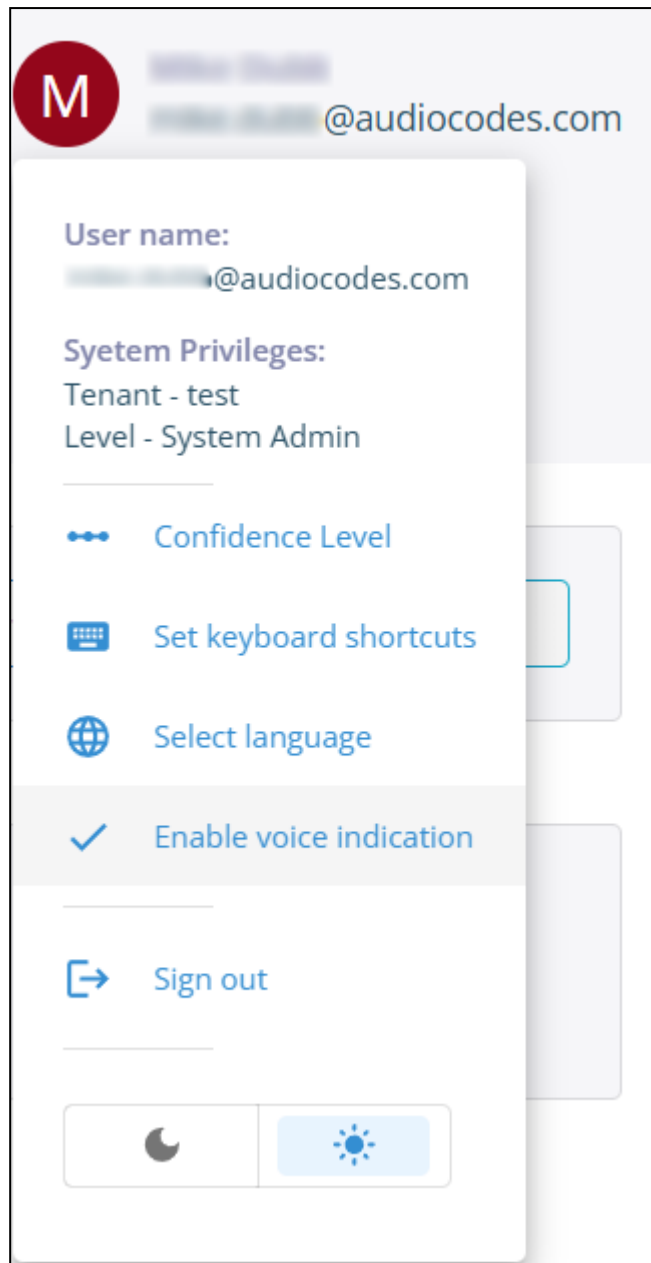 M
@audiocodes.com
User name:
@audiocodes.com
Syetem Privileges:
Tenant - test
Level - System Admin
Confidence Level
Set keyboard shortcuts
Select language
Enable voice indication
Sign out